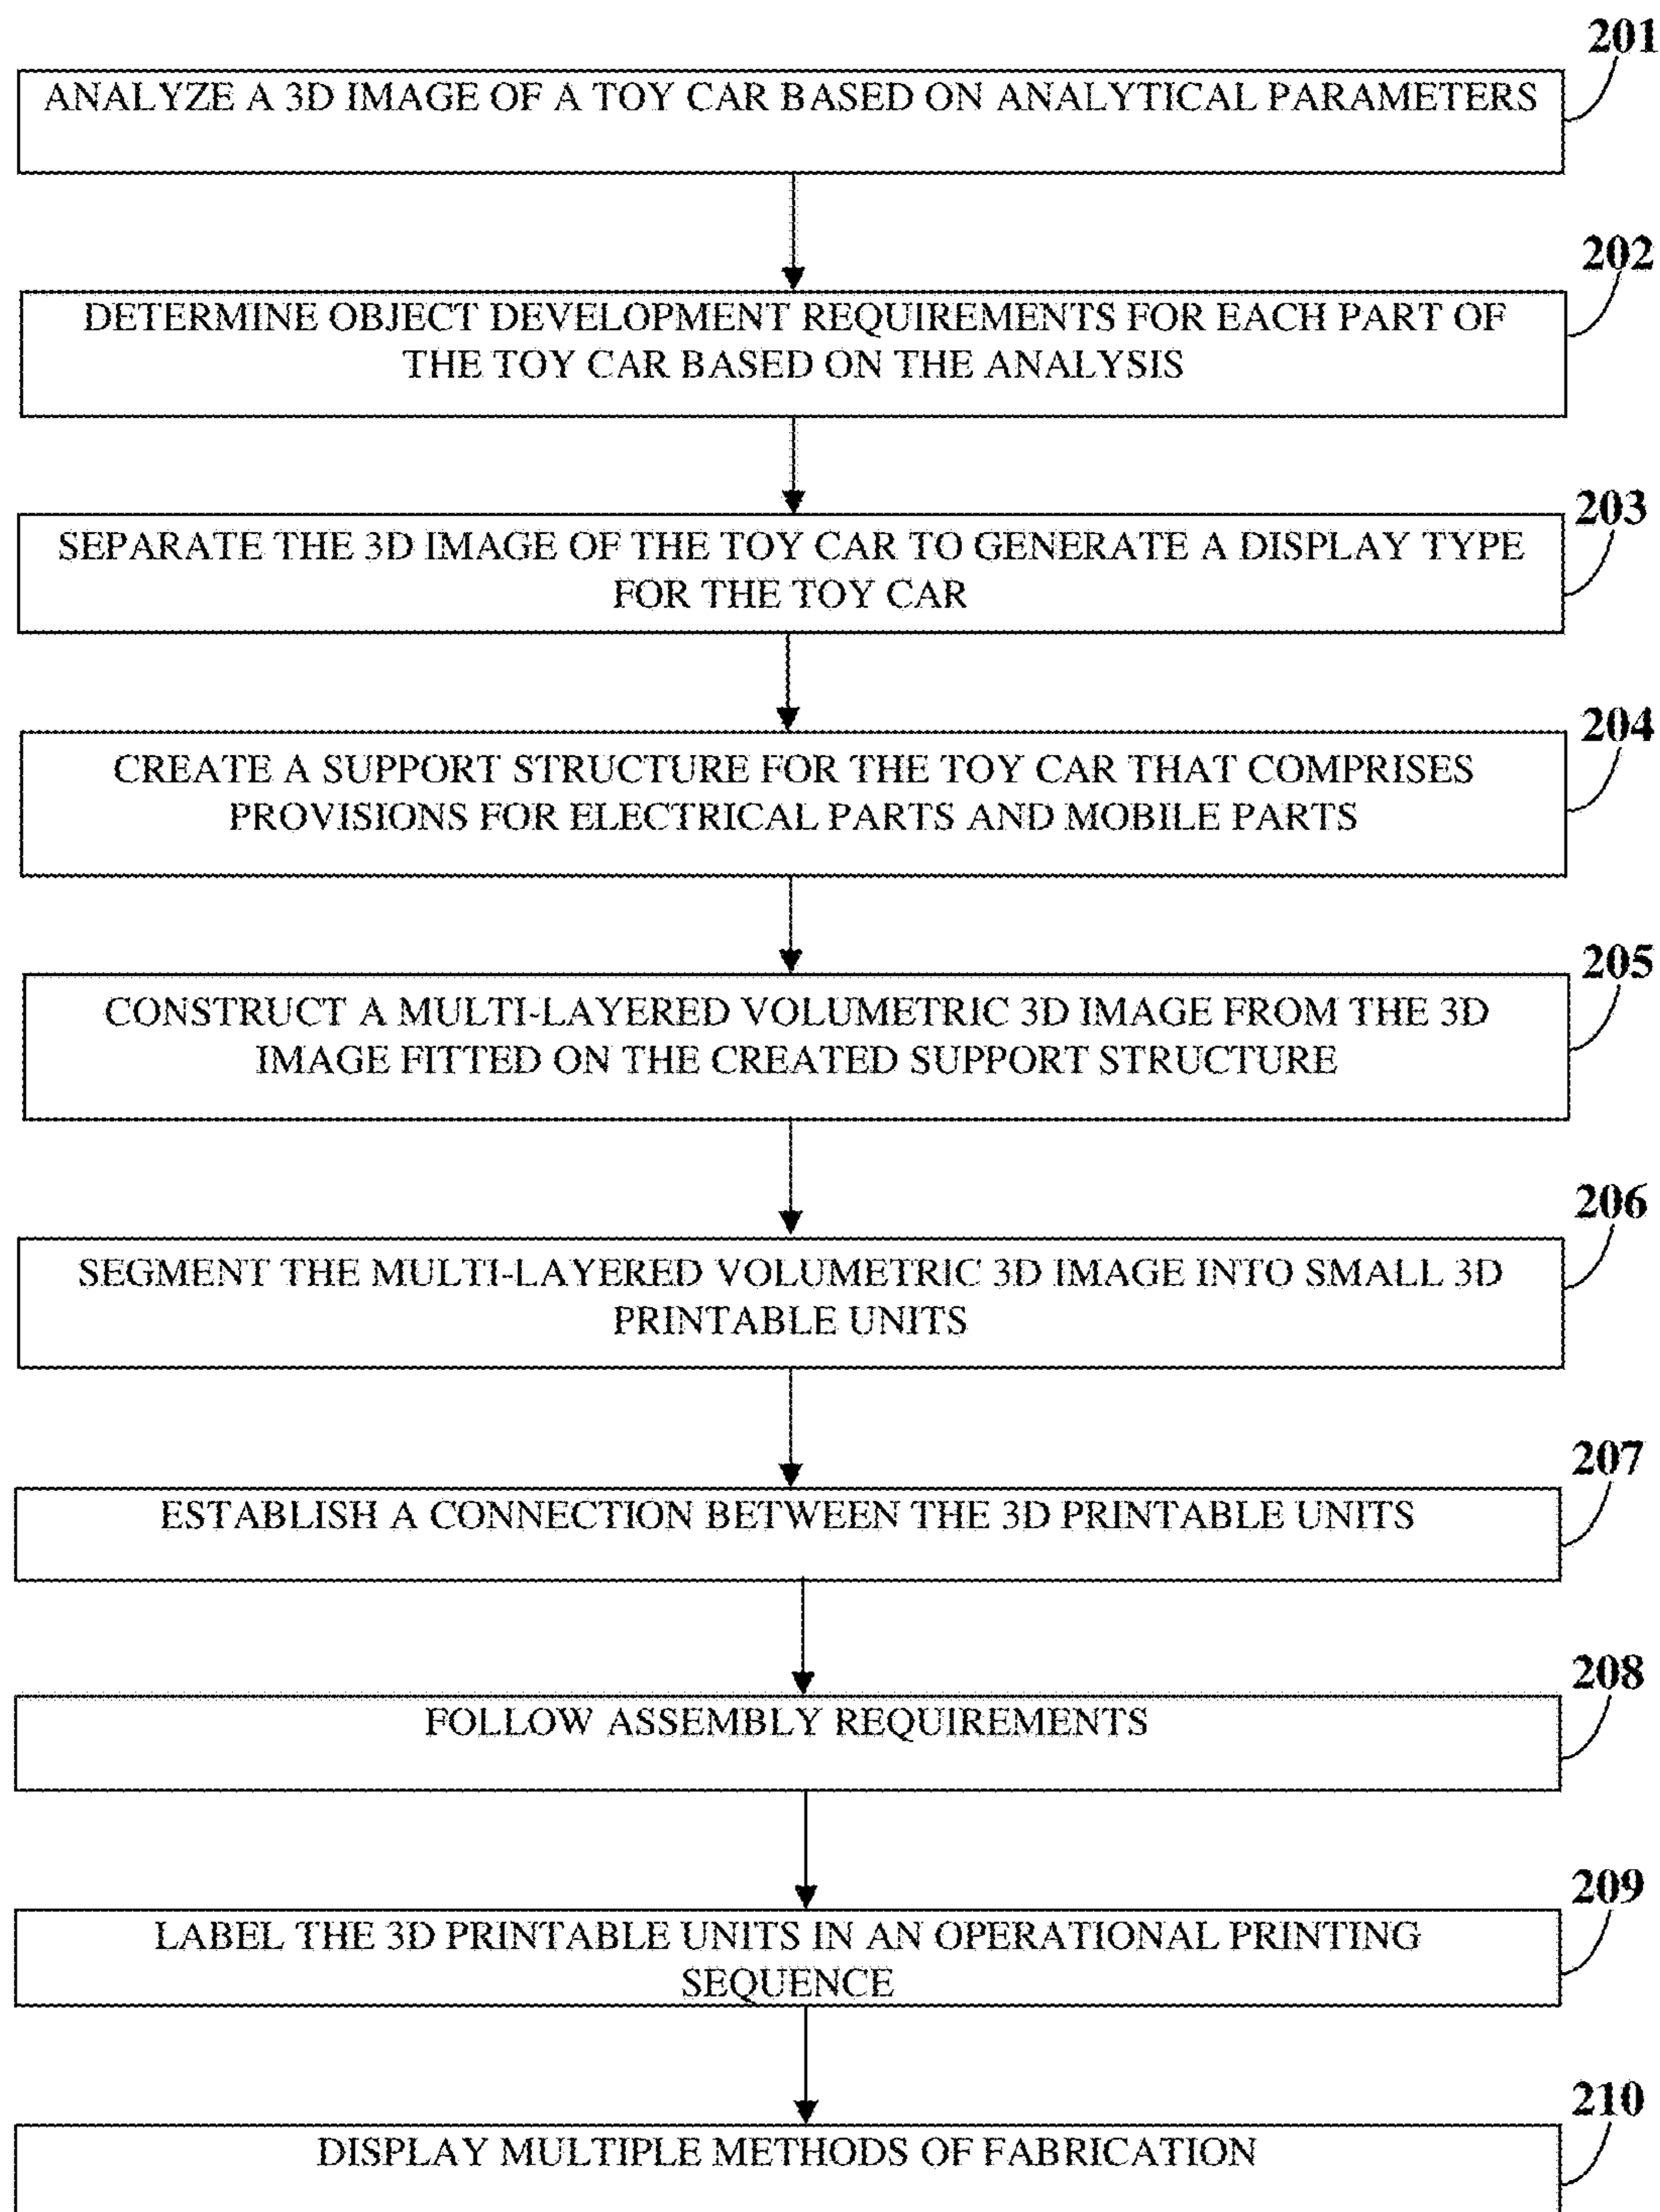 201
ANALYZE A 3D IMAGE OF A TOY CAR BASED ON ANALYTICAL PARAMETERS
202
DETERMINE OBJECT DEVELOPMENT REQUIREMENTS FOR EACH PART OF
THE TOY CAR BASED ON THE ANALYSIS
203
SEPARATE THE 3D IMAGE OF THE TOY CAR TO GENERATE A DISPLAY TYPE
FOR THE TOY CAR
204
CREATE A SUPPORT STRUCTURE FOR THE TOY CAR THAT COMPRISES
PROVISIONS FOR ELECTRICAL PARTS AND MOBILE PARTS
205
CONSTRUCT A MULTI-LAYERED VOLUMETRIC 3D IMAGE FROM THE 3D
IMAGE FITTED ON THE CREATED SUPPORT STRUCTURE
206
SEGMENT THE MULTI-LAYERED VOLUMETRIC 3D IMAGE INTO SMALL 3D
PRINTABLE UNITS
207
ESTABLISH A CONNECTION BETWEEN THE 3D PRINTABLE UNITS
208
FOLLOW ASSEMBLY REQUIREMENTS
209
LABEL THE 3D PRINTABLE UNITS IN AN OPERATIONAL PRINTING
SEQUENCE
210
DISPLAY MULTIPLE METHODS OF FABRICATION